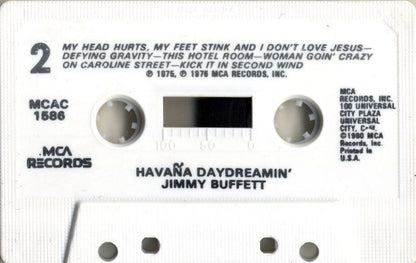 2
MY HEAD HURTS, MY FEET STINK AND I DON'T LOVE JESUS—
DEFYING GRAVITY—THIS HOTEL ROOM—WOMAN GOIN' CRAZY
ON CAROLINE STREET—KICK IT IN SECOND WIND
℗ 1975, ℗ 1976 MCA RECORDS, INC.
MCAC
1586
MCA RECORDS
100 50 0
MCA
RECORDS, INC.
100 UNIVERSAL
CITY PLAZA
UNIVERSAL
CITY,
©1980 MCA
Records, Inc.
Printed in
U.S.A.
HAVAÑA DAYDREAMIN'
JIMMY BUFFETT